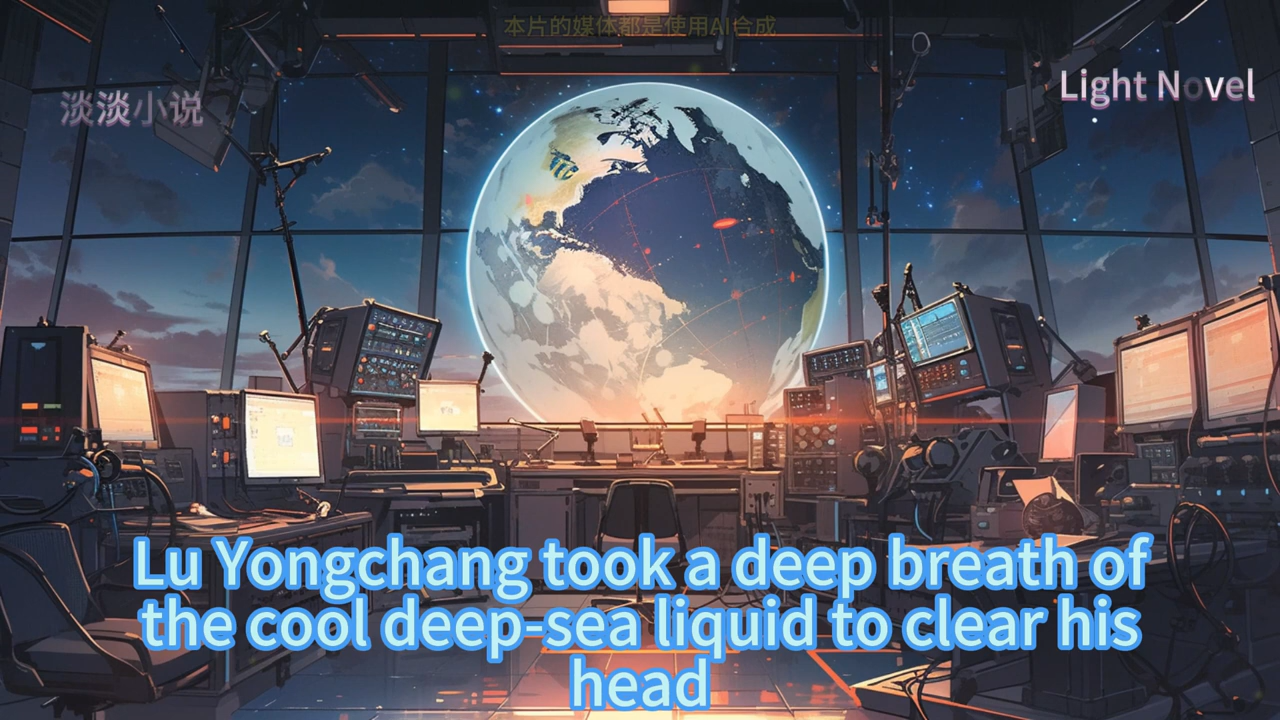 本片的媒体都是使用AI合成
淡淡小说
Light Novel
Lu Yongchang took a deep breath of
the cool deep-sea liquid to clear his
head